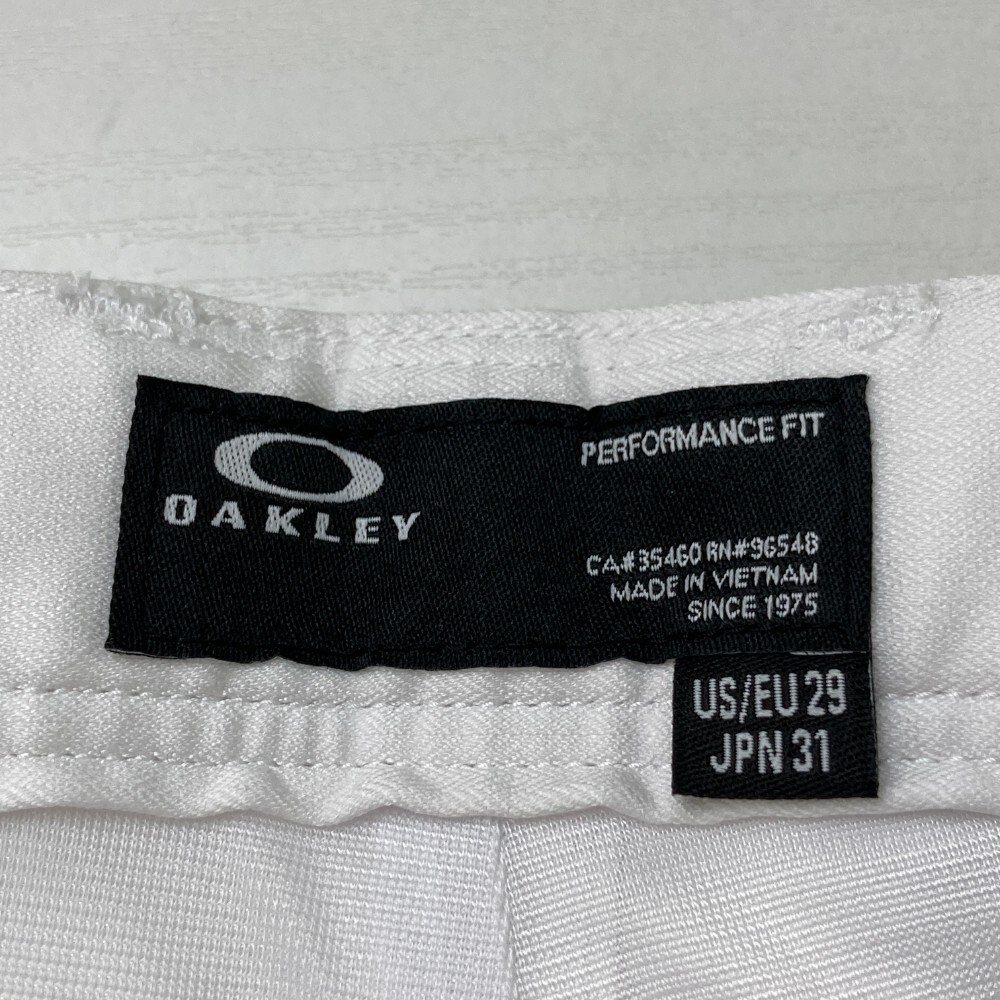 OAKLEY
PERFORMANCE FIT
CA#35460 RN#96548
MADE IN VIETNAM
SINCE 1975
US/EU 29
JPN 31